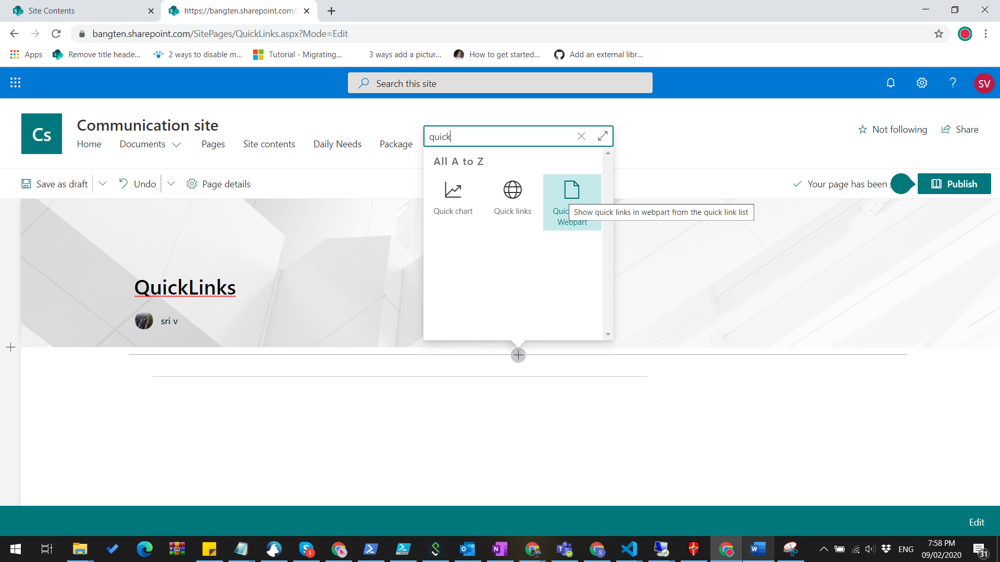 Site Contents
https://bangten.sharepoint.com/
bangten.sharepoint.com/SitePages/QuickLinks.aspx?Mode=Edit
Apps
Remove title heade...
2 ways to disable m...
Tutorial - Migrating...
3 ways add a pictur...
How to get started...
Add an external libr...
Search this site
SV
Cs
Communication site
Home
Documents
Pages
Site contents
Daily Needs
Package
Not following
Share
quick
All A to Z
Quick chart
Quick links
Quic
Webpart
Show quick links in webpart from the quick link list
Save as draft
Undo
Page details
Your page has been
Publish
QuickLinks
sri v
Edit
1
ENG
7:58 PM
09/02/2020
31